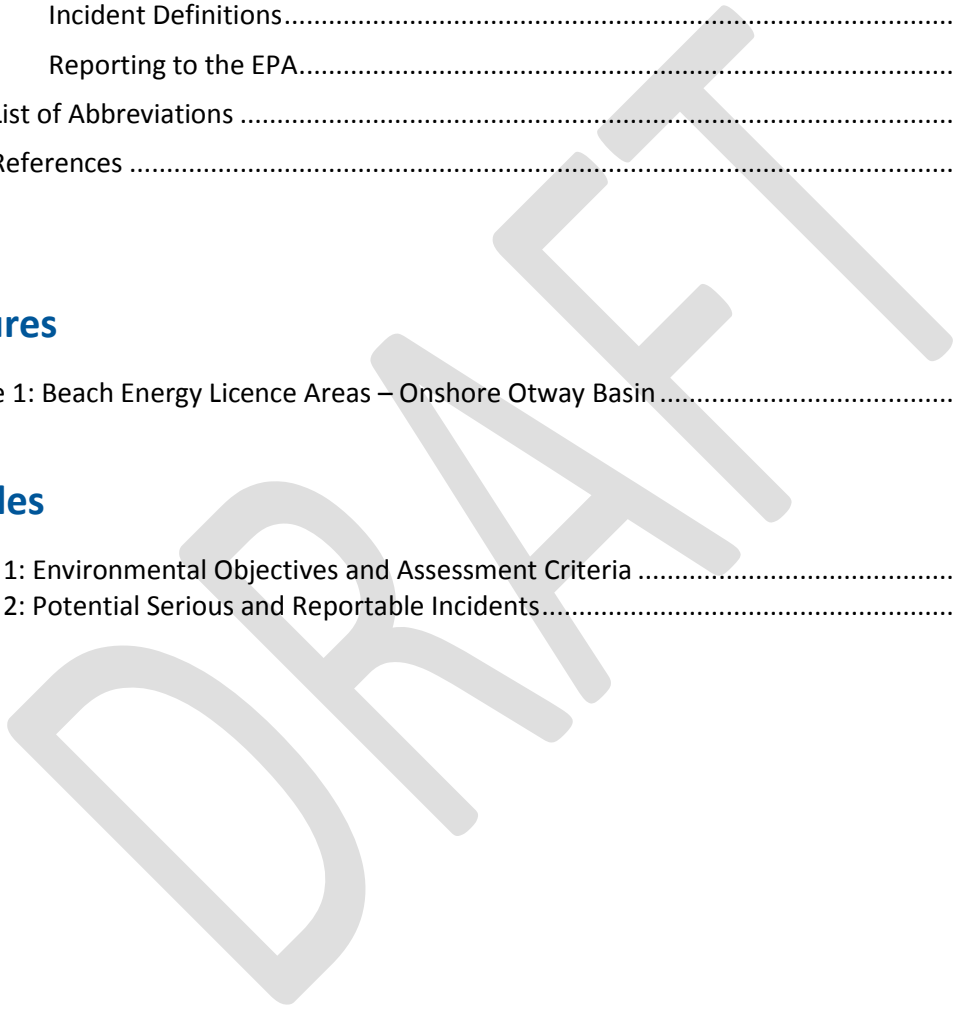 Incident Definitions..........................................................................................
Reporting to the EPA........................................................................................
List of Abbreviations ................................................................................................
References ...............................................................................................................
ures
e 1: Beach Energy Licence Areas – Onshore Otway Basin.......................................
les
1: Environmental Objectives and Assessment Criteria ..........................................
2: Potential Serious and Reportable Incidents.......................................................
DRAFT